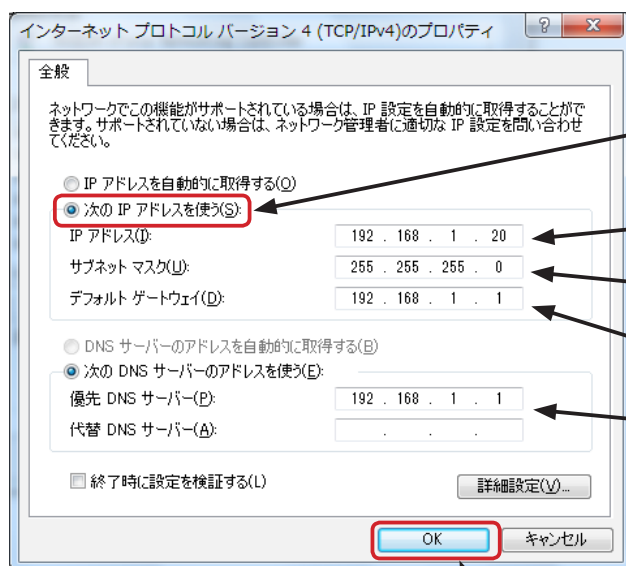 インターネット プロトコル バージョン 4 (TCP/IPv4)のプロパティ
全般
ネットワークでこの機能がサポートされている場合は、IP 設定を自動的に取得することがで
きます。サポートされていない場合は、ネットワーク管理者に適切な IP 設定を問い合わせ
てください。
IP アドレスを自動的に取得する(O)
次の IP アドレスを使う(S):
IP アドレス(I): 192 . 168 . 1 . 20
サブネット マスク(U): 255 . 255 . 255 . 0
デフォルト ゲートウェイ(D): 192 . 168 . 1 . 1
DNS サーバーのアドレスを自動的に取得する(B)
次の DNS サーバーのアドレスを使う(E):
優先 DNS サーバー(P): 192 . 168 . 1 . 1
代替 DNS サーバー(A): . . .
終了時に設定を検証する(L)
詳細設定(V)...
OK キャンセル